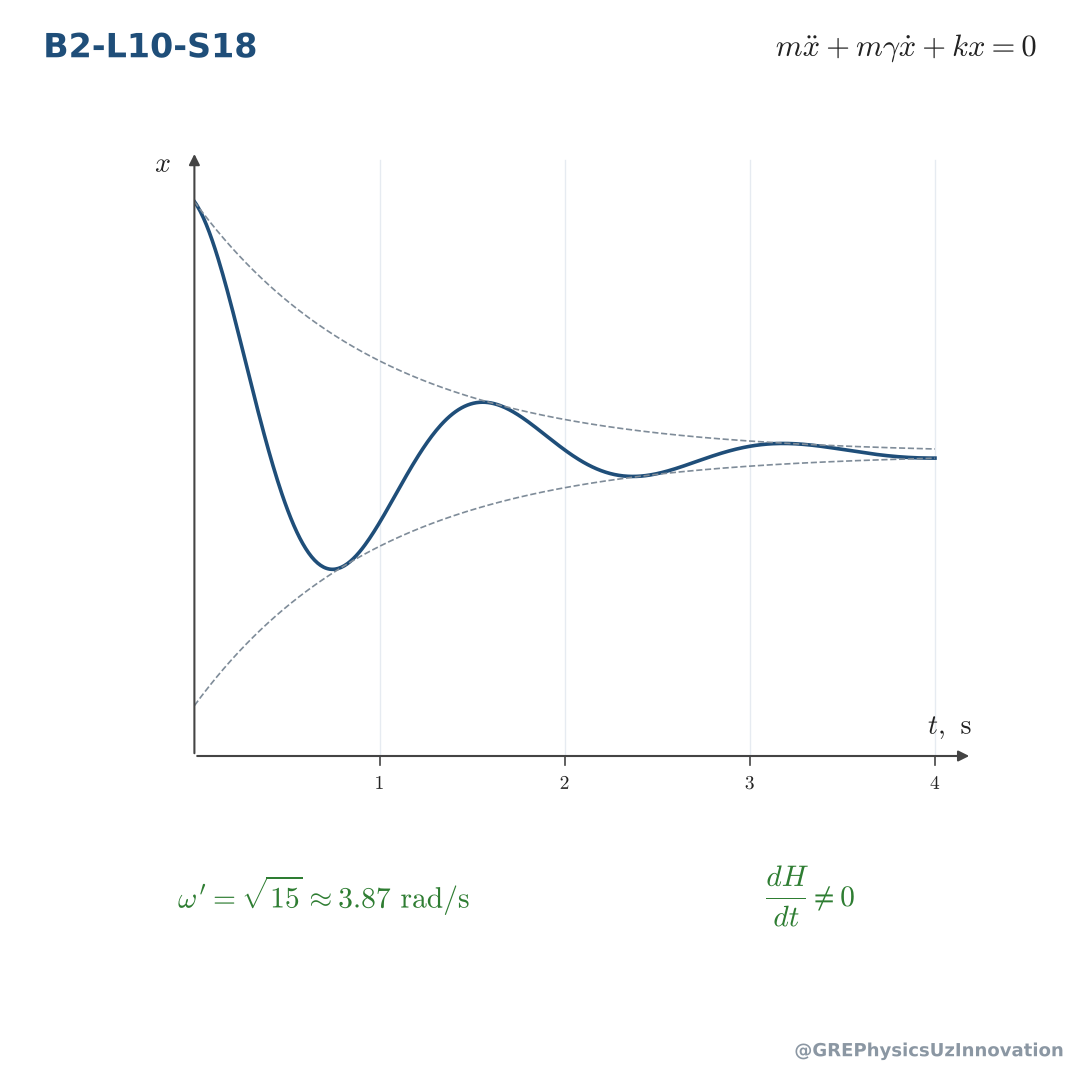 B2-L10-S18
mẍ + mγẋ + kx = 0
x
t, s
1 2 3 4
ω′ = √15 ≈ 3.87 rad/s
dH/dt ≠ 0
@GREPhysicsUzInnovation